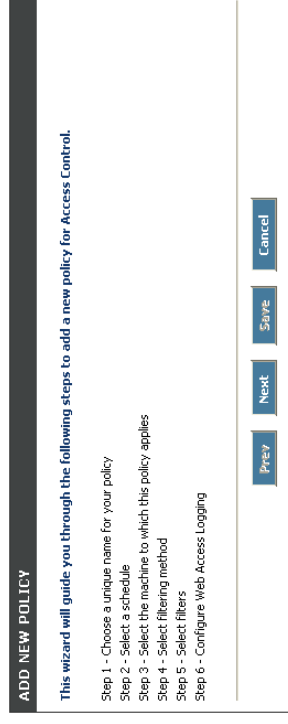 ADD NEW POLICY
This wizard will guide you through the following steps to add a new policy for Access Control.
Step 1 - Choose a unique name for your policy
Step 2 - Select a schedule
Step 3 - Select the machine to which this policy applies
Step 4 - Select filtering method
Step 5 - Select filters
Step 6 - Configure Web Access Logging
Prev Next Save Cancel